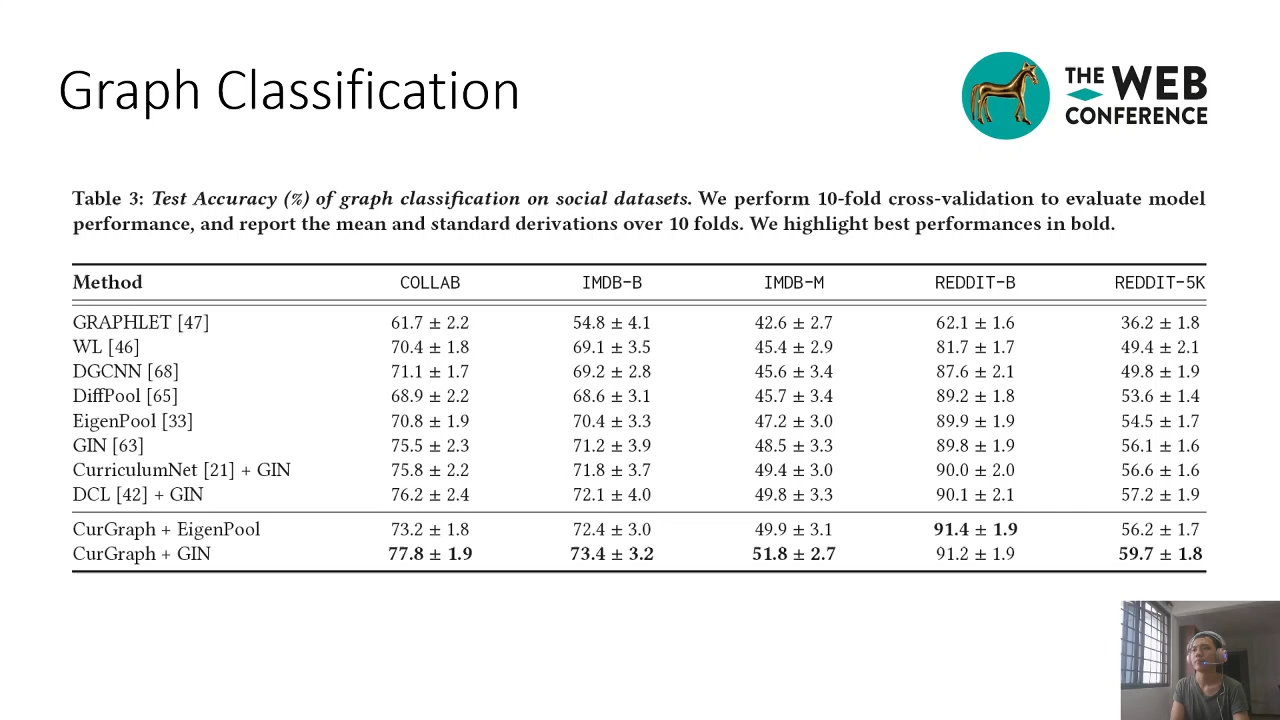 Graph Classification
THE WEB
CONFERENCE
Table 3: Test Accuracy (%) of graph classification on social datasets. We perform 10-fold cross-validation to evaluate model
performance, and report the mean and standard derivations over 10 folds. We highlight best performances in bold.
Method COLLAB IMDB-B IMDB-M REDDIT-B REDDIT-5K
GRAPHLET [47] 61.7 ± 2.2 54.8 ± 4.1 42.6 ± 2.7 62.1 ± 1.6 36.2 ± 1.8
WL [46] 70.4 ± 1.8 69.1 ± 3.5 45.4 ± 2.9 81.7 ± 1.7 49.4 ± 2.1
DGCNN [68] 71.1 ± 1.7 69.2 ± 2.8 45.6 ± 3.4 87.6 ± 2.1 49.8 ± 1.9
DiffPool [65] 68.9 ± 2.2 68.6 ± 3.1 45.7 ± 3.4 89.2 ± 1.8 53.6 ± 1.4
EigenPool [33] 70.8 ± 1.9 70.4 ± 3.3 47.2 ± 3.0 89.9 ± 1.9 54.5 ± 1.7
GIN [63] 75.5 ± 2.3 71.2 ± 3.9 48.5 ± 3.3 89.8 ± 1.9 56.1 ± 1.6
CurriculumNet [21] + GIN 75.8 ± 2.2 71.8 ± 3.7 49.4 ± 3.0 90.0 ± 2.0 56.6 ± 1.6
DCL [42] + GIN 76.2 ± 2.4 72.1 ± 4.0 49.8 ± 3.3 90.1 ± 2.1 57.2 ± 1.9
CurGraph + EigenPool 73.2 ± 1.8 72.4 ± 3.0 49.9 ± 3.1 91.4 ± 1.9 56.2 ± 1.7
CurGraph + GIN 77.8 ± 1.9 73.4 ± 3.2 51.8 ± 2.7 91.2 ± 1.9 59.7 ± 1.8